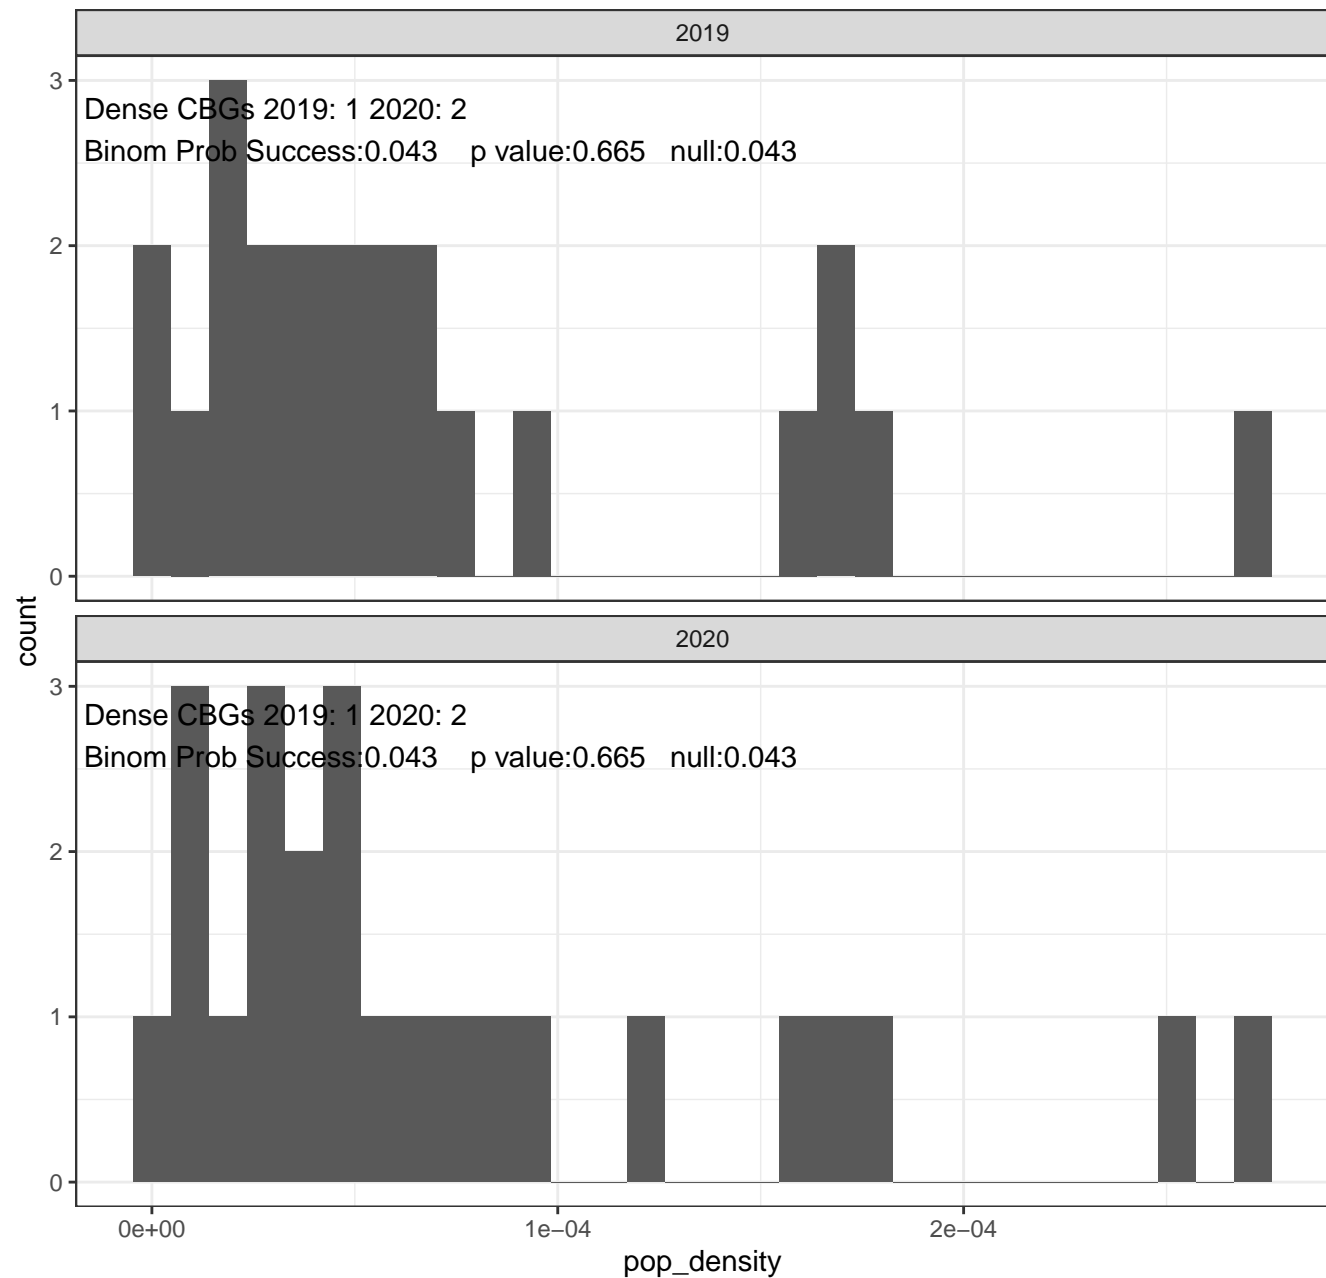 2019
3
Dense CBGs 2019: 1 2020: 2
Binom Prob Success:0.043 p value:0.665 null:0.043
2
1
0
count
2020
3
Dense CBGs 2019: 1 2020: 2
Binom Prob Success:0.043 p value:0.665 null:0.043
2
1
0
0e+00 1e−04 2e−04
pop_density